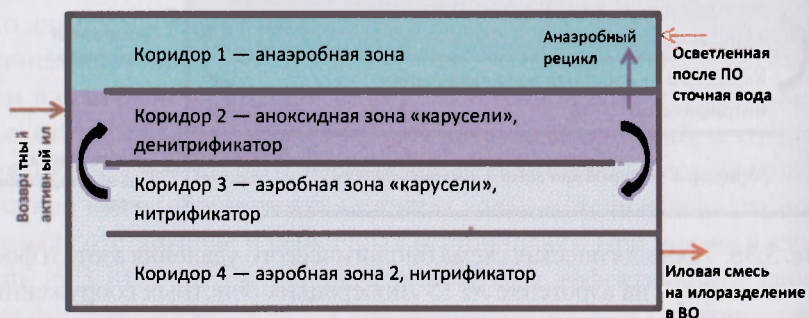 Коридор 1 — анаэробная зона
Анаэробный
рецикл
Осветленная
после ПО
сточная вода
Коридор 2 — аноксидная зона «карусели»,
денитрификатор
Возвратный
активный ил
Коридор 3 — аэробная зона «карусели»,
нитрификатор
Коридор 4 — аэробная зона 2, нитрификатор
Иловая смесь
на илоразделение
в ВО